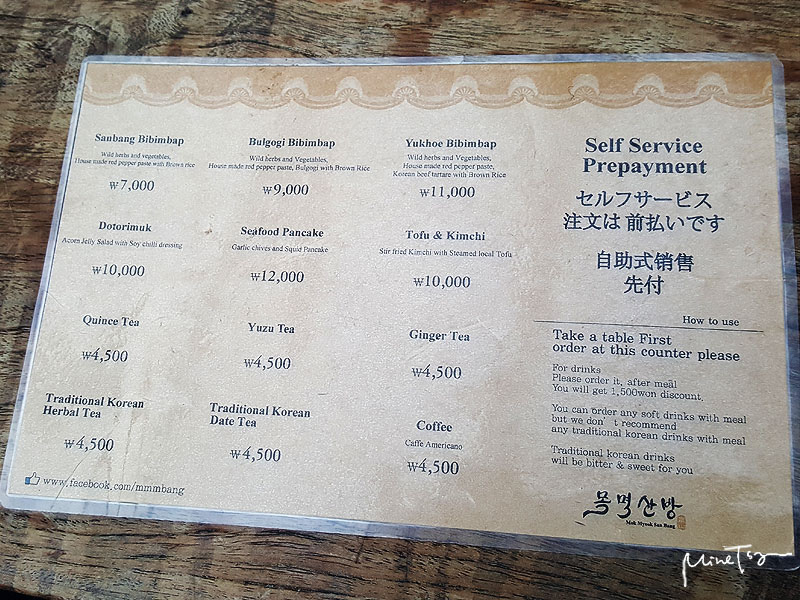 Sanbang Bibimbap
Wild herbs and vegetables,
House made red pepper paste with Brown rice
₩7,000
Bulgogi Bibimbap
Wild herbs and Vegetables,
House made red pepper paste, Bulgogi with Brown Rice
₩9,000
Yukhoe Bibimbap
Wild herbs and Vegetables,
House made red pepper paste,
Korean beef tartare with Brown Rice
₩11,000
Dotorimuk
Acorn Jelly Salad with Soy chilli dressing
₩10,000
Seafood Pancake
Garlic chives and Squid Pancake
₩12,000
Tofu & Kimchi
Stir fried Kimchi with Steamed local Tofu
₩10,000
Quince Tea
₩4,500
Yuzu Tea
₩4,500
Ginger Tea
₩4,500
Traditional Korean
Herbal Tea
₩4,500
Traditional Korean
Date Tea
₩4,500
Coffee
Caffe Americano
₩4,500
www.facebook.com/mmmbang
Self Service
Prepayment
セルフサービス
注文は 前払いです
自助式销售
先付
How to use
Take a table First
order at this counter please
For drinks
Please order it, after meal
You will get 1,500won discount.
You can order any soft drinks with meal
but we don't recommend
any traditional korean drinks with meal
Traditional korean drinks
will be bitter & sweet for you
목멱산방
Mok Myeok San Bang